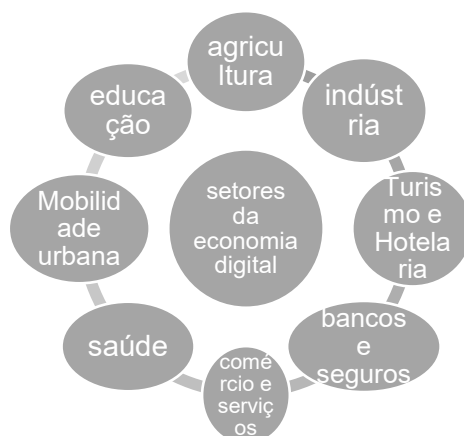 agricu
ltura
indúst
ria
Turis
mo e
Hotela
ria
bancos
e
seguros
comé
rcio e
serviç
os
saúde
Mobilid
ade
urbana
educa
ção
setores
da
economia
digital